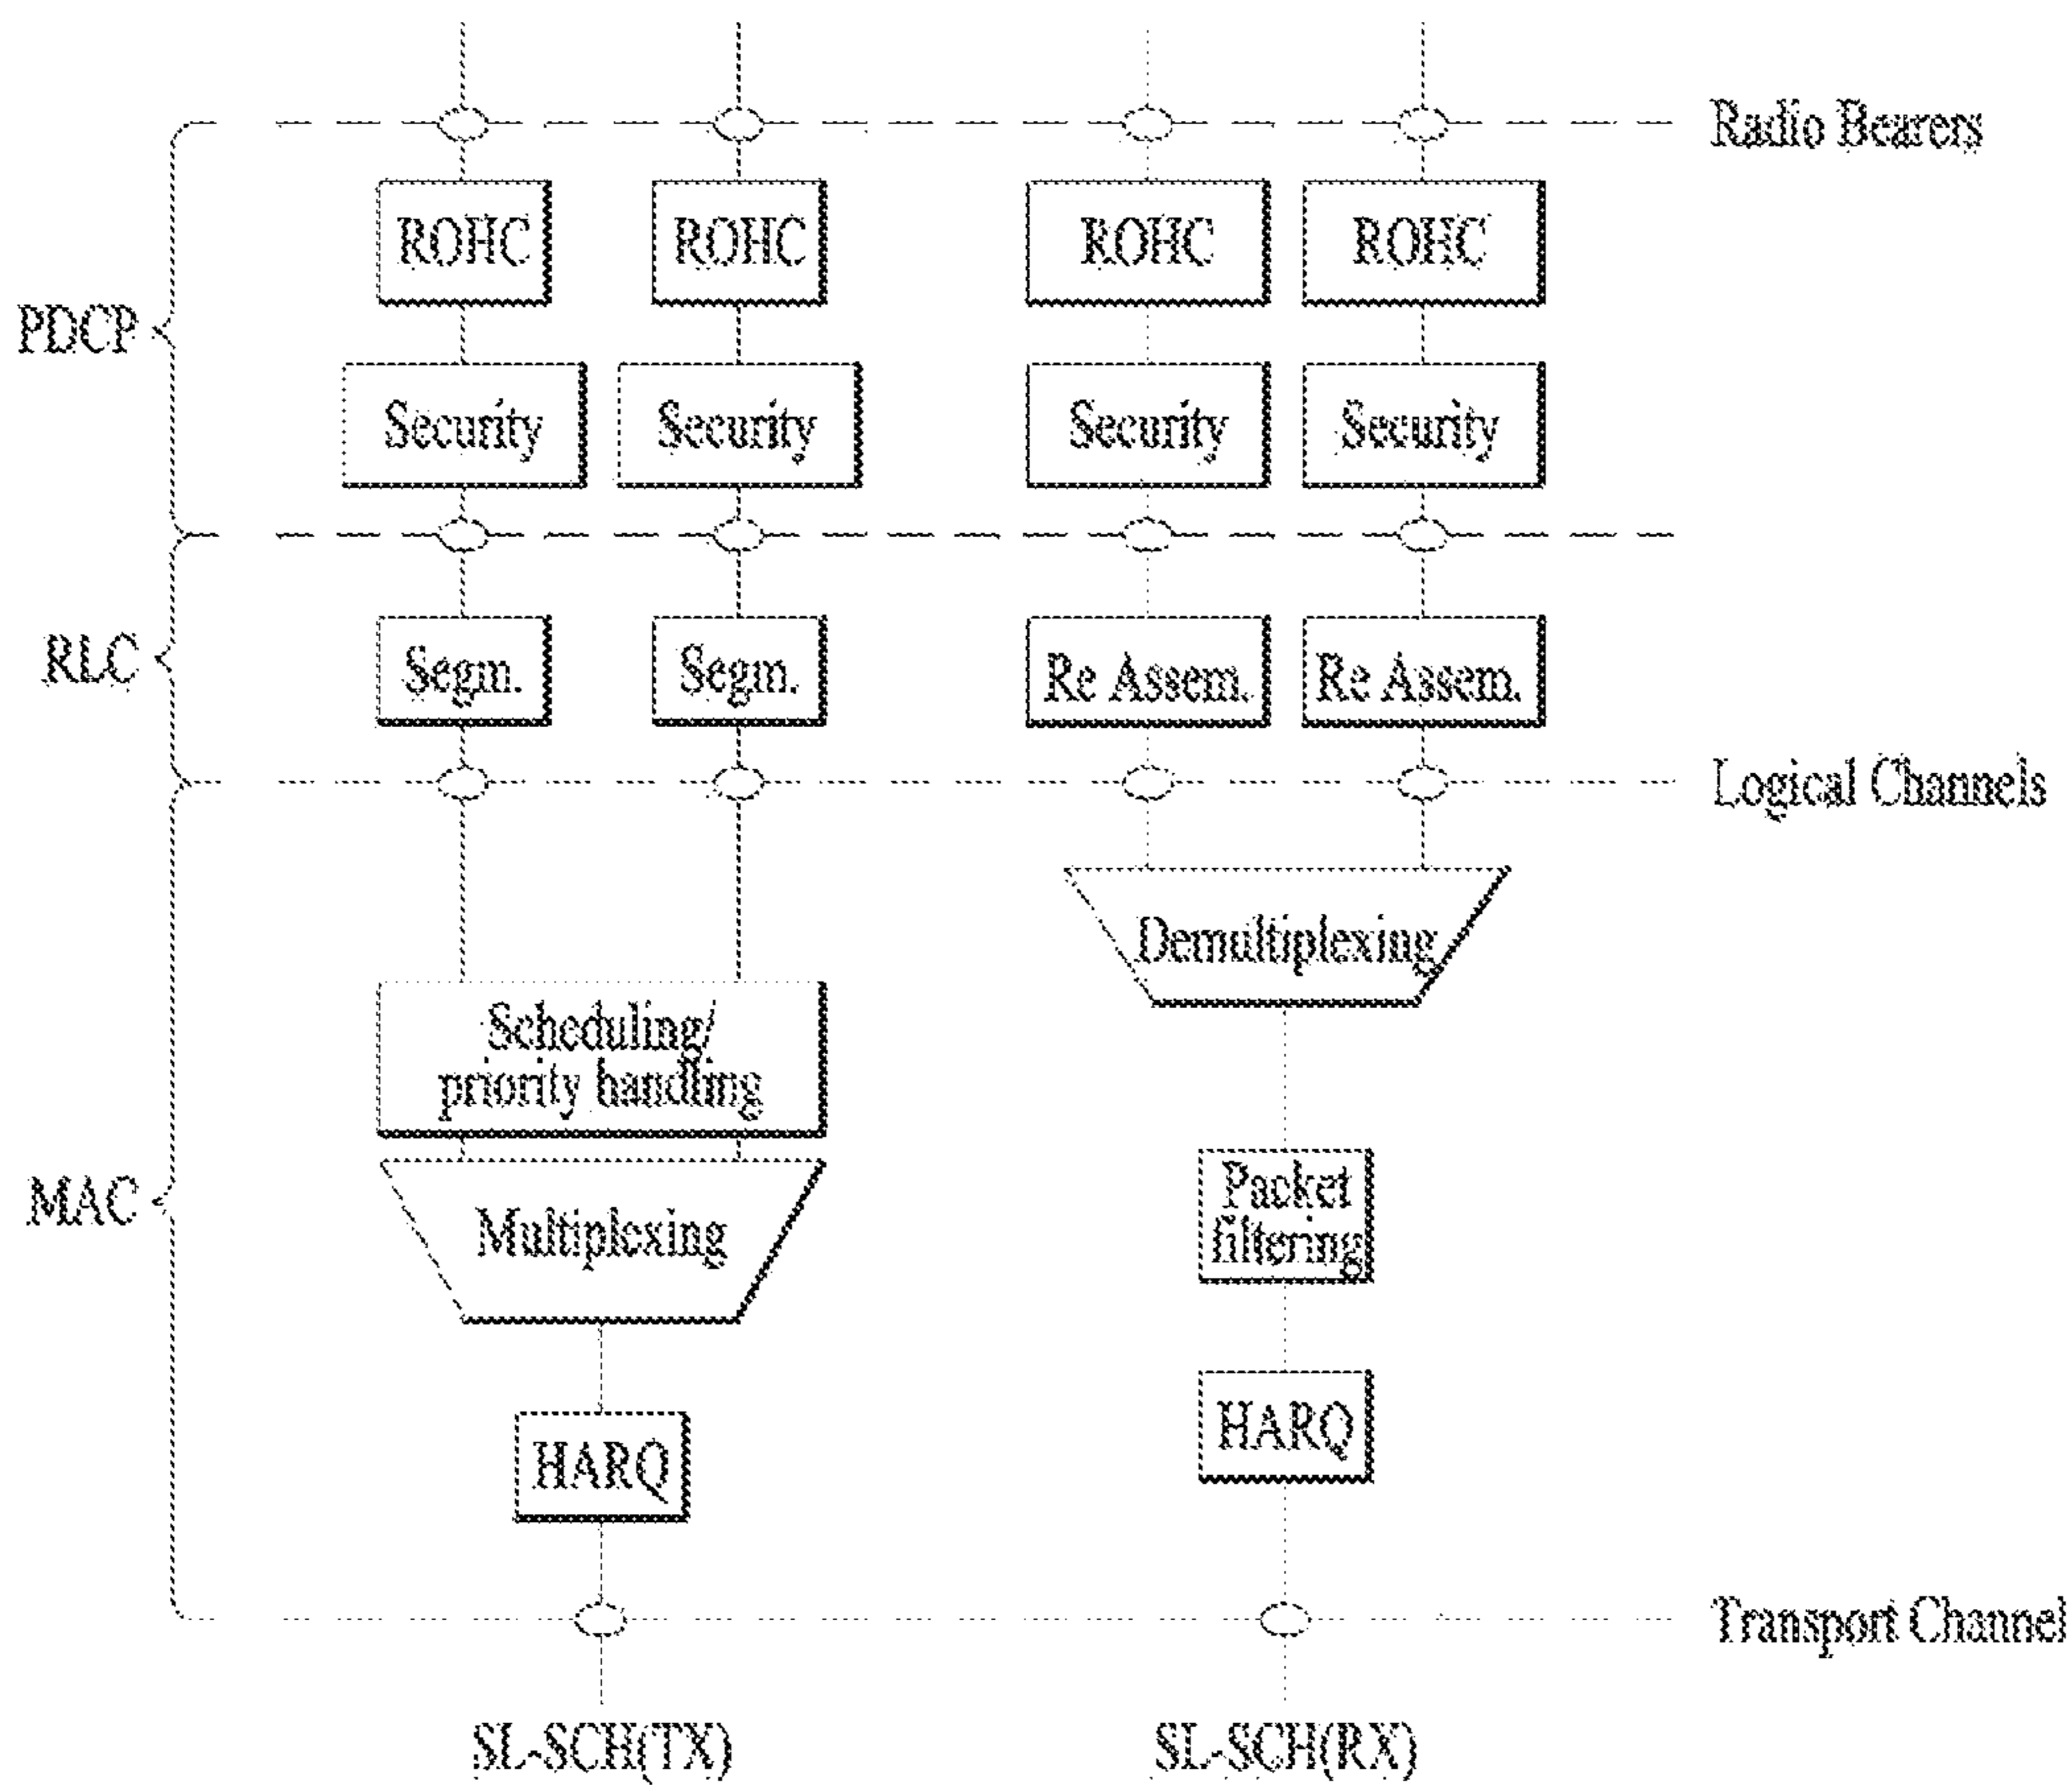 Radio Bearers
ROHC ROHC ROHC ROHC
PDCP
Security Security Security Security
RLC
Segm. Segm. Re Assem. Re Assem.
Logical Channels
Demultiplexing
Scheduling/
priority handling
MAC
Multiplexing
Packet
filtering
HARQ
HARQ
Transport Channel
SL-SCH(TX) SL-SCH(RX)